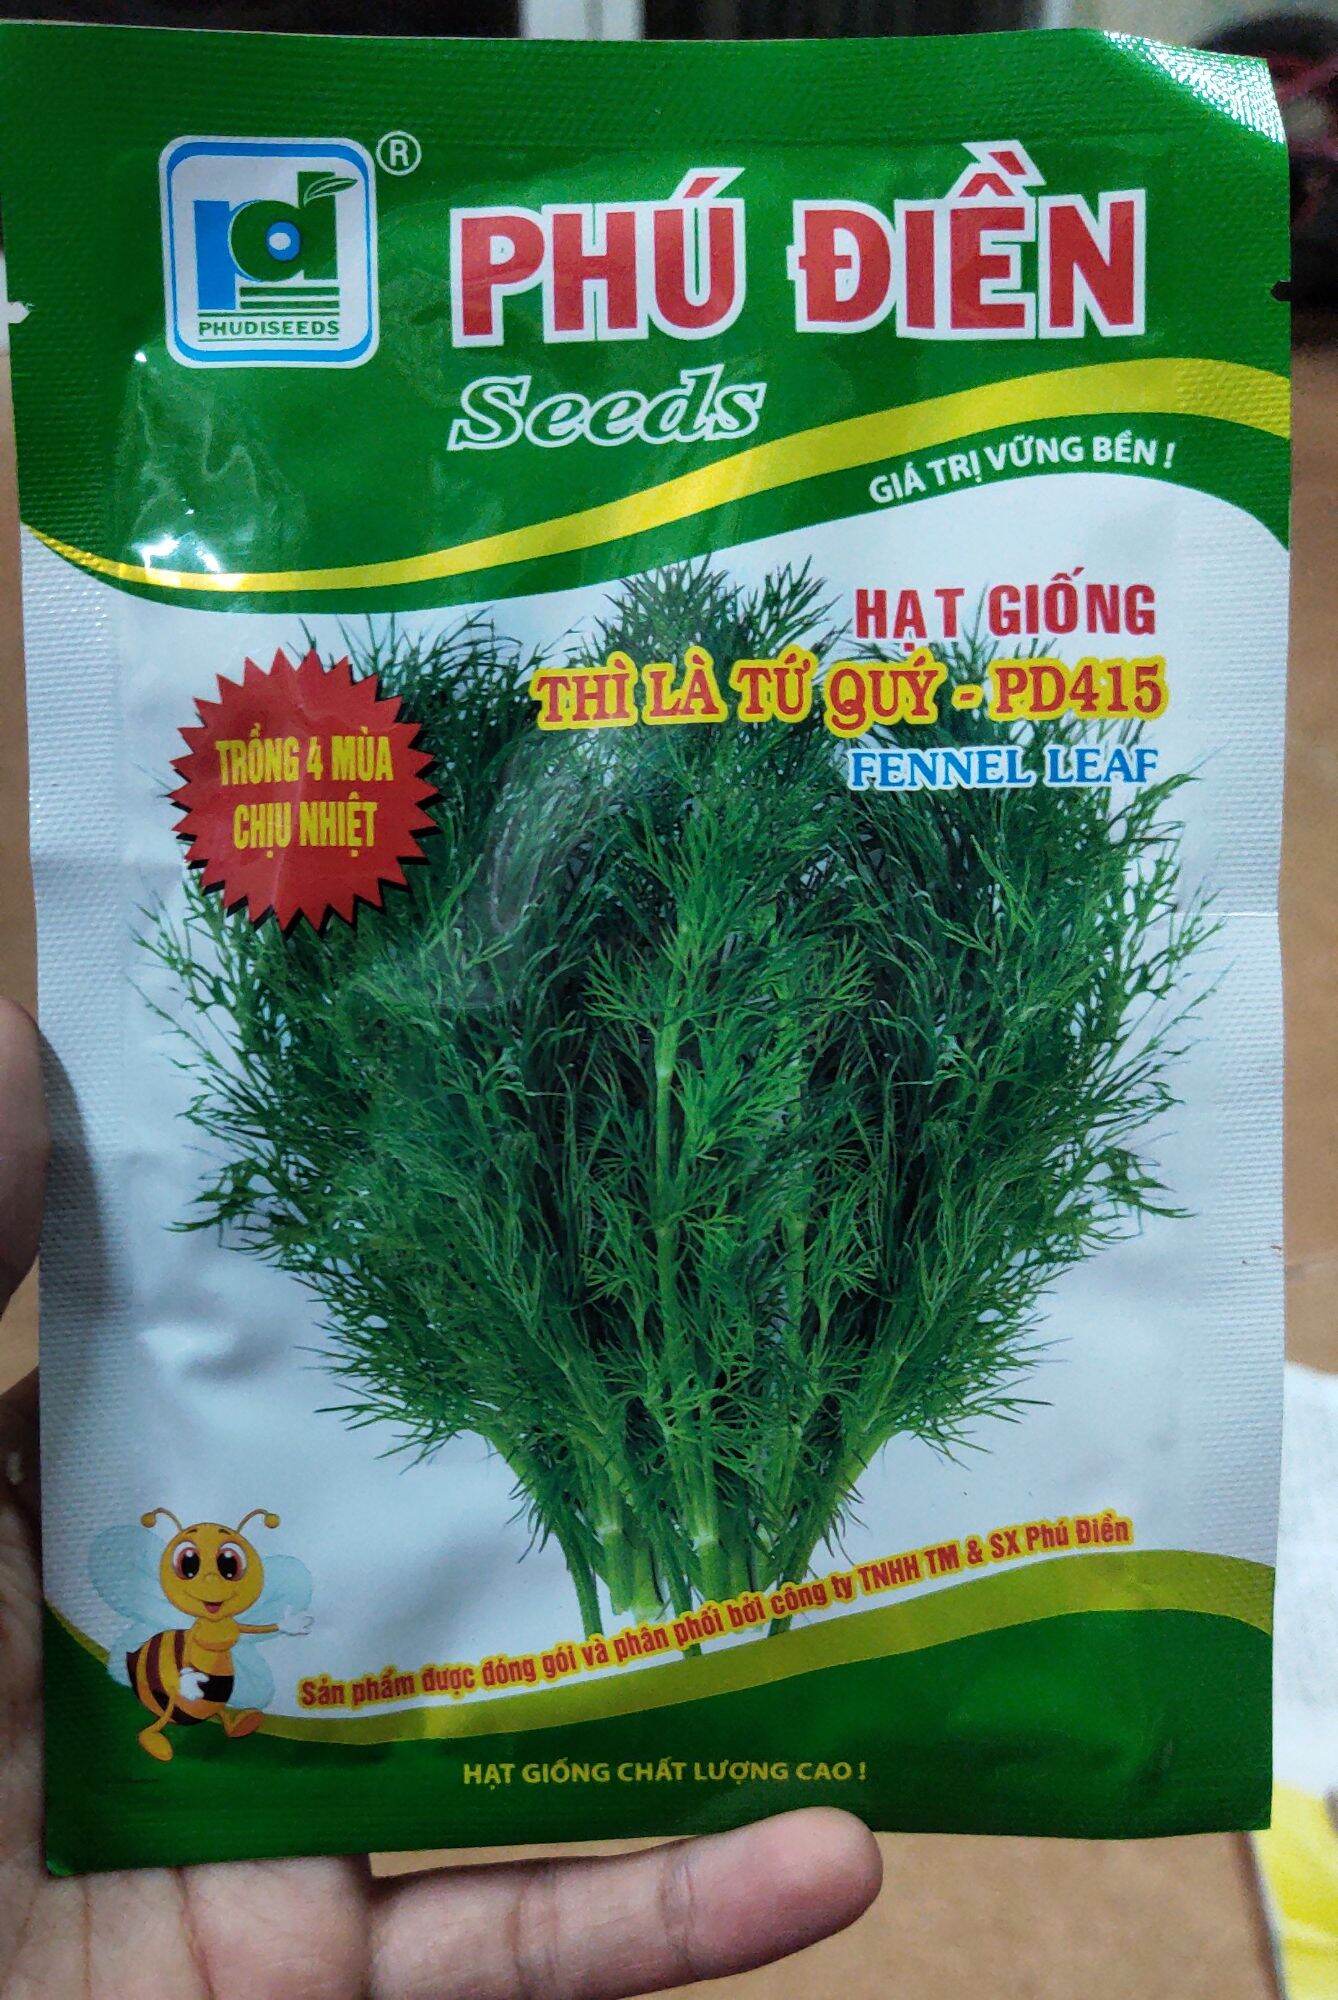 PHUDISEEDS
®
PHÚ ĐIỀN
Seeds
GIÁ TRỊ VỮNG BỀN !
HẠT GIỐNG
THÌ LÀ TỨ QUÝ - PD415
FENNEL LEAF
TRỒNG 4 MÙA
CHỊU NHIỆT
Sản phẩm được đóng gói và phân phối bởi công ty TNHH TM & SX Phú Điền
HẠT GIỐNG CHẤT LƯỢNG CAO !